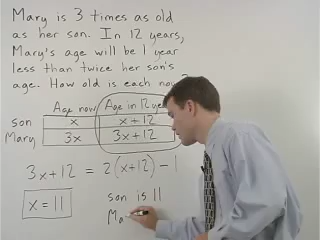 Mary is 3 times as old
as her son. In 12 years,
Mary's age will be 1 year
less than twice her son's
age. How old is each now?
Age now Age in 12 years
son x x + 12
Mary 3x 3x + 12
3x + 12 = 2(x+12) - 1
x = 11
son is 11
Ma